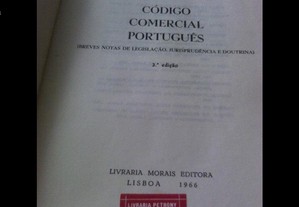 CÓDIGO
COMERCIAL
PORTUGUÊS
(BREVES NOTAS DE LEGISLAÇÃO, JURISPRUDÊNCIA E DOUTRINA)
2.ª edição
LIVRARIA MORAIS EDITORA
LISBOA 1966
LIVRARIA PETRONY